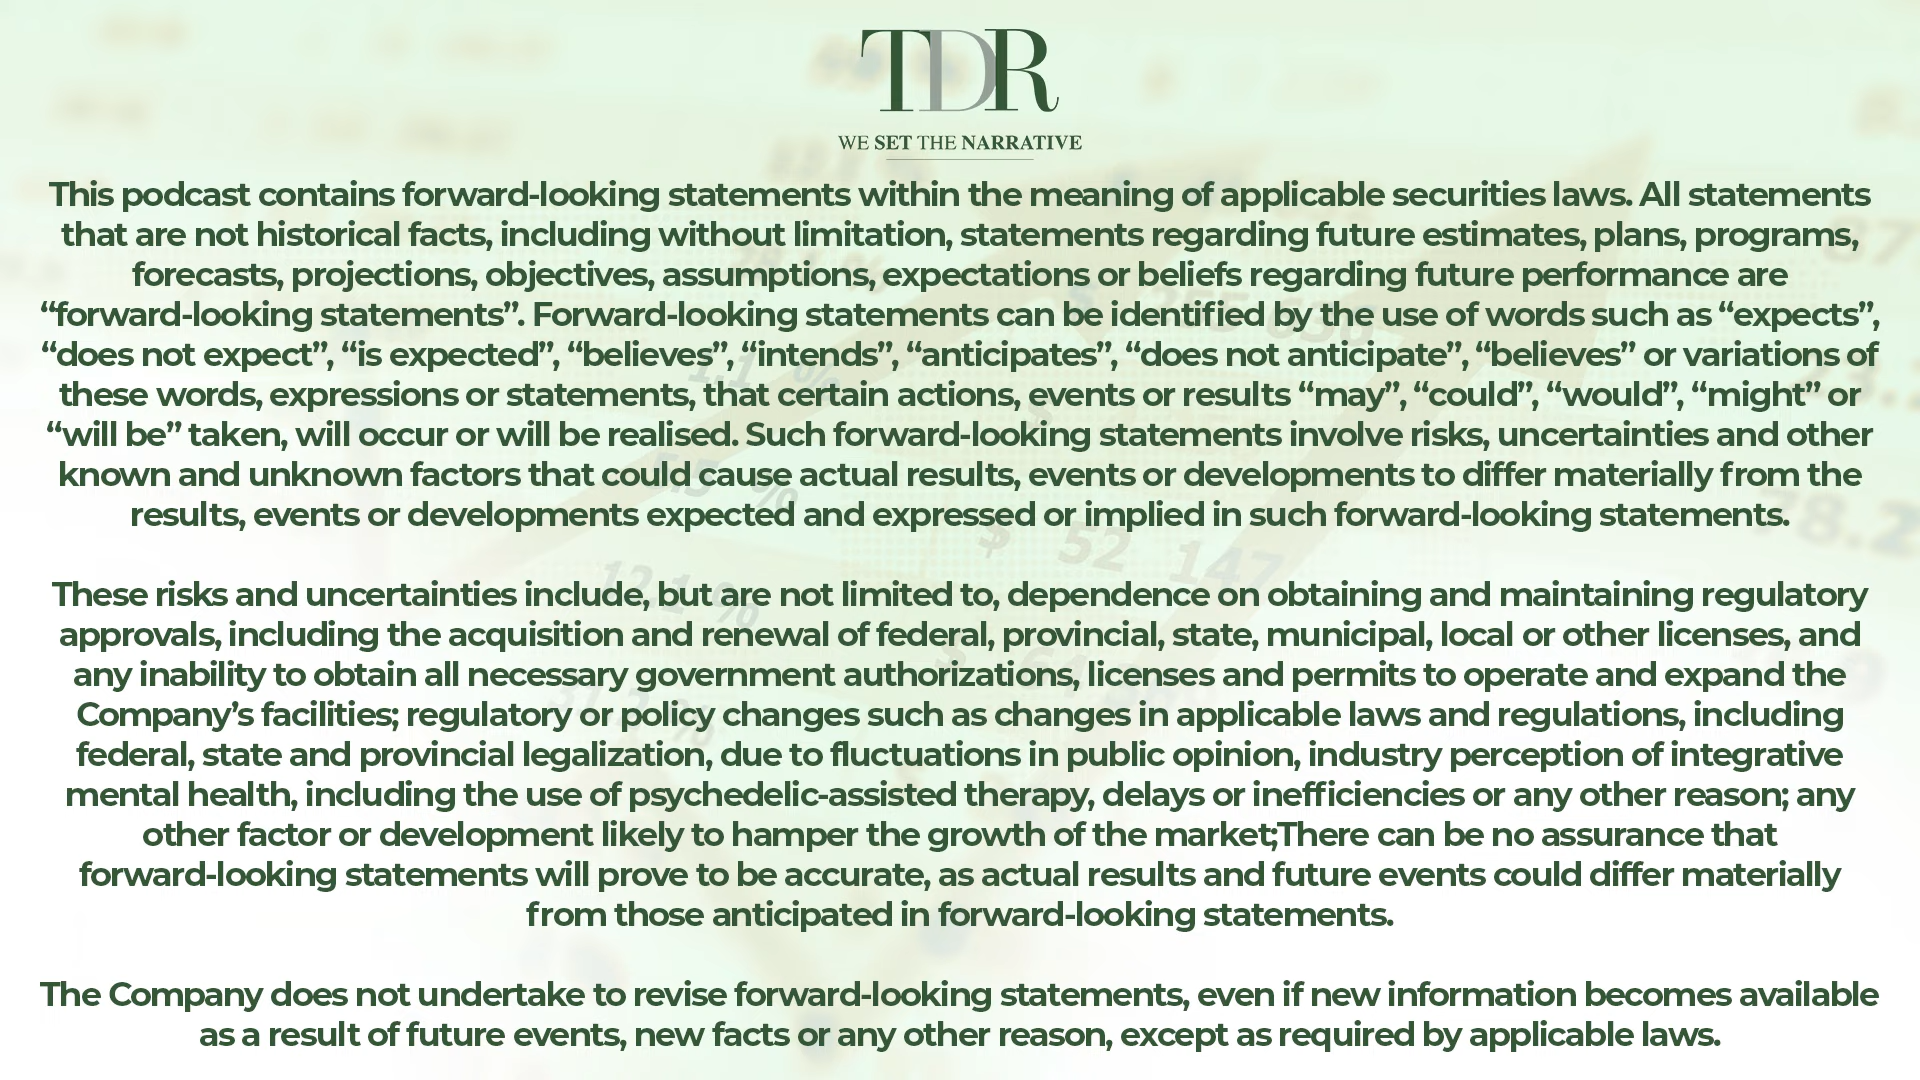 TDR
WE SET THE NARRATIVE
This podcast contains forward-looking statements within the meaning of applicable securities laws. All statements
that are not historical facts, including without limitation, statements regarding future estimates, plans, programs,
forecasts, projections, objectives, assumptions, expectations or beliefs regarding future performance are
“forward-looking statements”. Forward-looking statements can be identified by the use of words such as “expects”,
“does not expect”, “is expected”, “believes”, “intends”, “anticipates”, “does not anticipate”, “believes” or variations of
these words, expressions or statements, that certain actions, events or results “may”, “could”, “would”, “might” or
“will be” taken, will occur or will be realised. Such forward-looking statements involve risks, uncertainties and other
known and unknown factors that could cause actual results, events or developments to differ materially from the
results, events or developments expected and expressed or implied in such forward-looking statements.
These risks and uncertainties include, but are not limited to, dependence on obtaining and maintaining regulatory
approvals, including the acquisition and renewal of federal, provincial, state, municipal, local or other licenses, and
any inability to obtain all necessary government authorizations, licenses and permits to operate and expand the
Company’s facilities; regulatory or policy changes such as changes in applicable laws and regulations, including
federal, state and provincial legalization, due to fluctuations in public opinion, industry perception of integrative
mental health, including the use of psychedelic-assisted therapy, delays or inefficiencies or any other reason; any
other factor or development likely to hamper the growth of the market;There can be no assurance that
forward-looking statements will prove to be accurate, as actual results and future events could differ materially
from those anticipated in forward-looking statements.
The Company does not undertake to revise forward-looking statements, even if new information becomes available
as a result of future events, new facts or any other reason, except as required by applicable laws.
1.1 %
12.1 %
$ 52 147